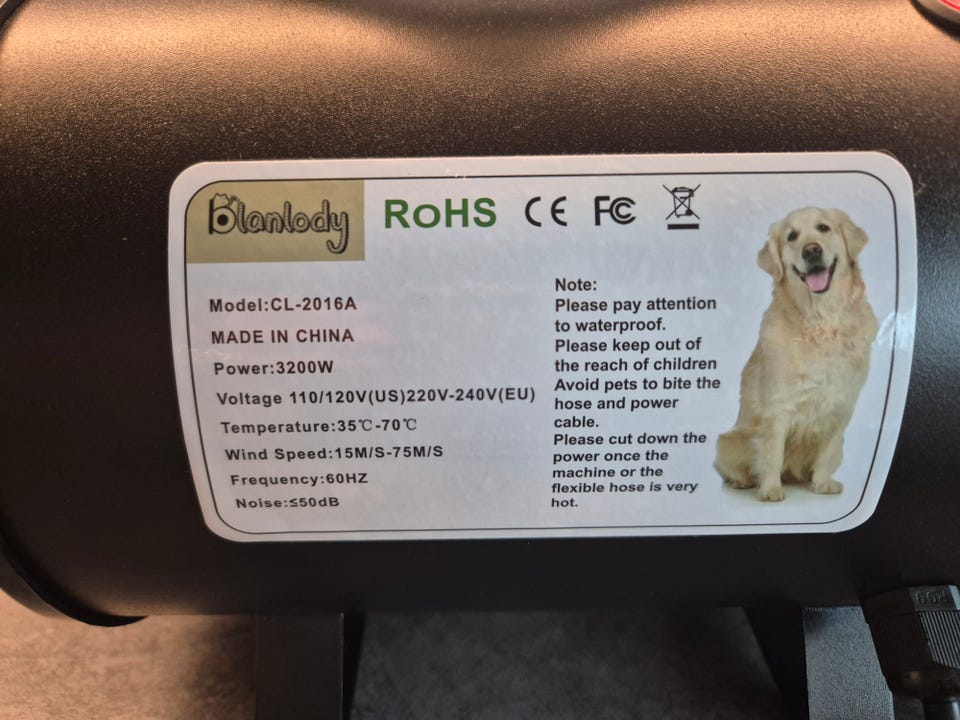 Blanlody
RoHS CE FC
Model:CL-2016A
MADE IN CHINA
Power:3200W
Voltage 110/120V(US)220V-240V(EU)
Temperature:35℃-70℃
Wind Speed:15M/S-75M/S
Frequency:60HZ
Noise:≤50dB
Note:
Please pay attention
to waterproof.
Please keep out of
the reach of children
Avoid pets to bite the
hose and power
cable.
Please cut down the
power once the
machine or the
flexible hose is very
hot.
PG9